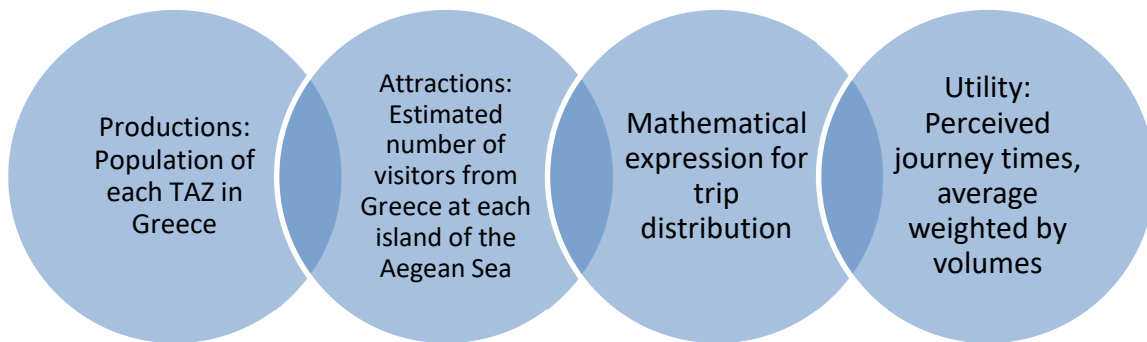 Productions:
Population of
each TAZ in
Greece
Attractions:
Estimated
number of
visitors from
Greece at each
island of the
Aegean Sea
Mathematical
expression for
trip
distribution
Utility:
Perceived
journey times,
average
weighted by
volumes